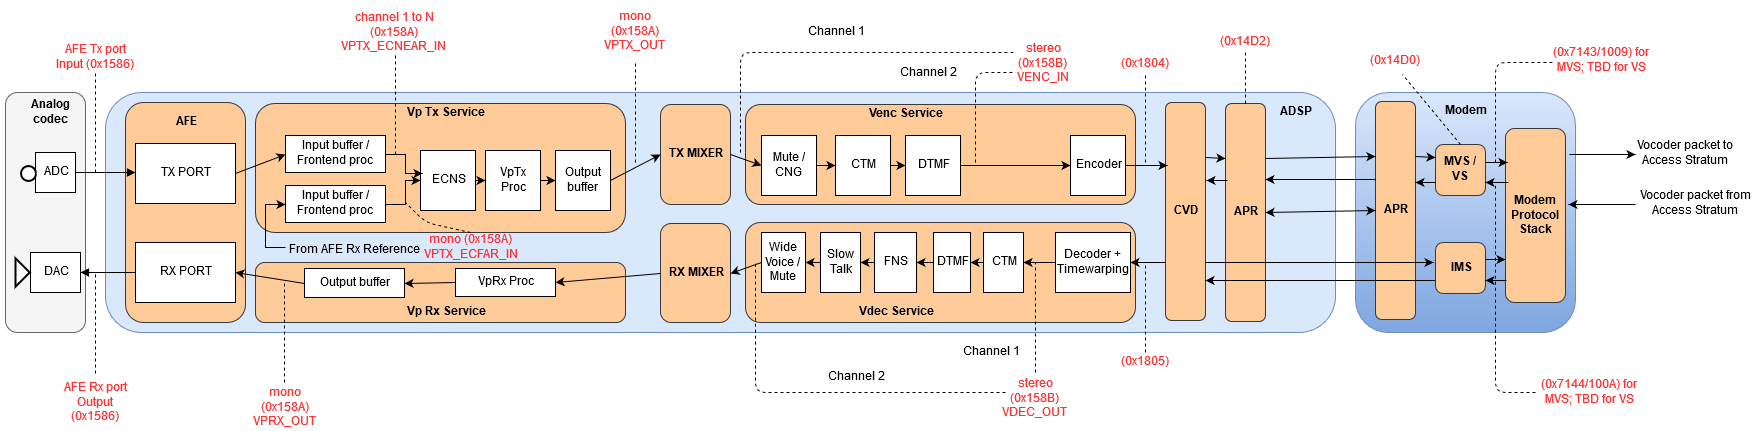 AFE Tx port
Input (0x1586)
channel 1 to N
(0x158A)
VPTX_ECNEAR_IN
mono
(0x158A)
VPTX_OUT
Channel 1
Channel 2
stereo
(0x158B)
VENC_IN
(0x1804)
(0x14D2)
(0x14D0)
(0x7143/1009) for
MVS; TBD for VS
Analog
codec
ADC
DAC
AFE
TX PORT
RX PORT
Vp Tx Service
Input buffer /
Frontend proc
Input buffer /
Frontend proc
ECNS
VpTx
Proc
Output
buffer
From AFE Rx Reference
mono (0x158A)
VPTX_ECFAR_IN
Output buffer
VpRx Proc
Vp Rx Service
TX MIXER
RX MIXER
Venc Service
Mute /
CNG
CTM
DTMF
Encoder
Wide
Voice /
Mute
Slow
Talk
FNS
DTMF
CTM
Decoder +
Timewarping
Vdec Service
CVD
APR
ADSP
Modem
APR
MVS /
VS
IMS
Modem
Protocol
Stack
Vocoder packet to
Access Stratum
Vocoder packet from
Access Stratum
AFE Rx port
Output
(0x1586)
mono
(0x158A)
VPRX_OUT
Channel 1
Channel 2
stereo
(0x158B)
VDEC_OUT
(0x1805)
(0x7144/100A) for
MVS; TBD for VS